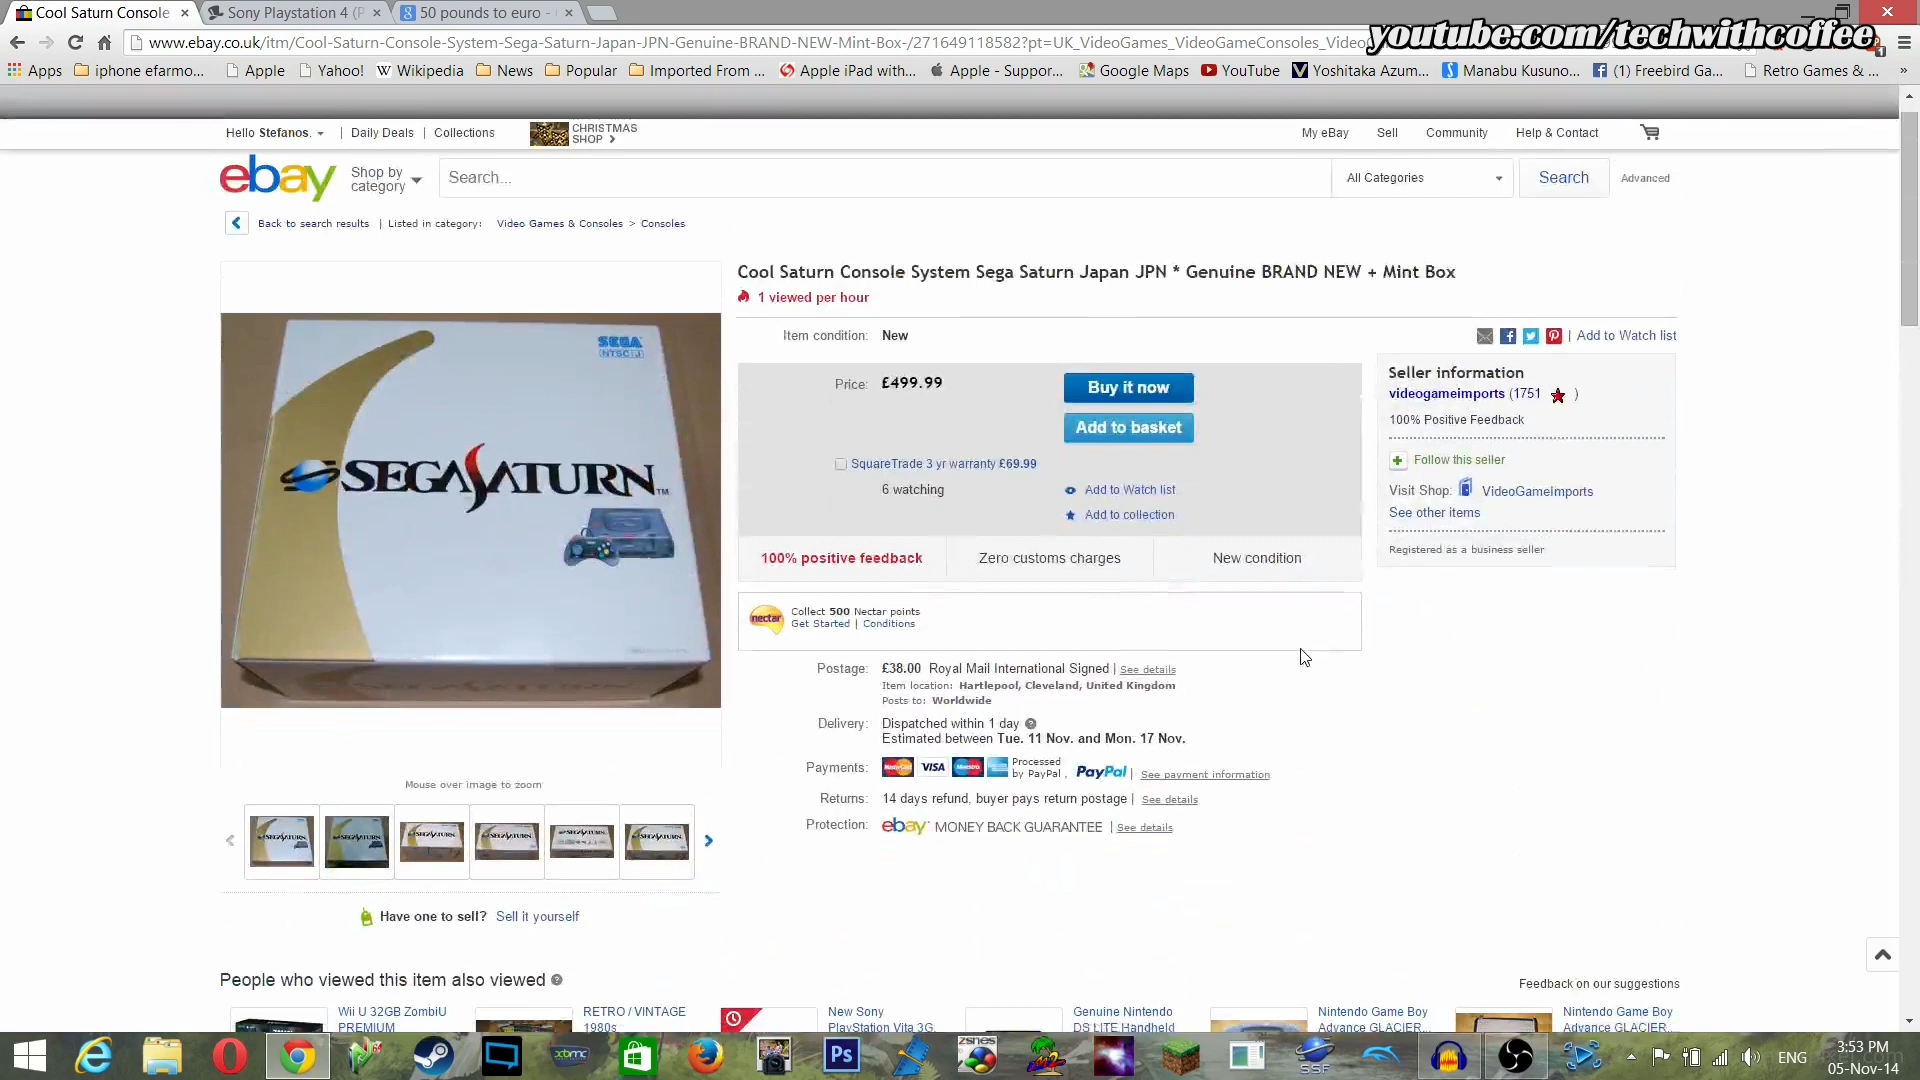 Cool Saturn Console
Sony Playstation 4 (P
50 pounds to euro -
youtube.com/techwithcoffee
www.ebay.co.uk/itm/Cool-Saturn-Console-System-Sega-Saturn-Japan-JPN-Genuine-BRAND-NEW-Mint-Box-/271649118582?pt=UK_VideoGames_VideoGameConsoles_Video
Apps iphone efarmo... Apple Yahoo! Wikipedia News Popular Imported From ... Apple iPad with... Apple - Suppor... Google Maps YouTube Yoshitaka Azum... Manabu Kusuno... (1) Freebird Ga... Retro Games & ... »
Hello Stefanos. | Daily Deals | Collections CHRISTMAS SHOP > My eBay Sell Community Help & Contact
ebay Shop by category Search... All Categories Search Advanced
Back to search results | Listed in category: Video Games & Consoles > Consoles
Cool Saturn Console System Sega Saturn Japan JPN * Genuine BRAND NEW + Mint Box
1 viewed per hour
Item condition: New
| Add to Watch list
SEGA
NTSC J
SEGA SATURN™
Price: £499.99
Buy it now
Add to basket
SquareTrade 3 yr warranty £69.99
6 watching
Add to Watch list
Add to collection
100% positive feedback Zero customs charges New condition
Seller information
videogameimports (1751 )
100% Positive Feedback
Follow this seller
Visit Shop: VideoGameImports
See other items
Registered as a business seller
nectar
Collect 500 Nectar points
Get Started | Conditions
Postage: £38.00 Royal Mail International Signed | See details
Item location: Hartlepool, Cleveland, United Kingdom
Posts to: Worldwide
Delivery: Dispatched within 1 day
Estimated between Tue. 11 Nov. and Mon. 17 Nov.
Payments: MasterCard VISA Maestro Processed by PayPal , PayPal | See payment information
Returns: 14 days refund, buyer pays return postage | See details
Protection: ebay MONEY BACK GUARANTEE | See details
Mouse over image to zoom
Have one to sell? Sell it yourself
People who viewed this item also viewed
Feedback on our suggestions
Wii U 32GB ZombiU
PREMIUM
RETRO / VINTAGE
1980s
New Sony
PlayStation Vita 3G,
Genuine Nintendo
DS LITE Handheld
Nintendo Game Boy
Advance GLACIER...
Nintendo Game Boy
Advance GLACIER...
xbmc
Ps
ZSNES
SSF
ENG
3:53 PM
05-Nov-14